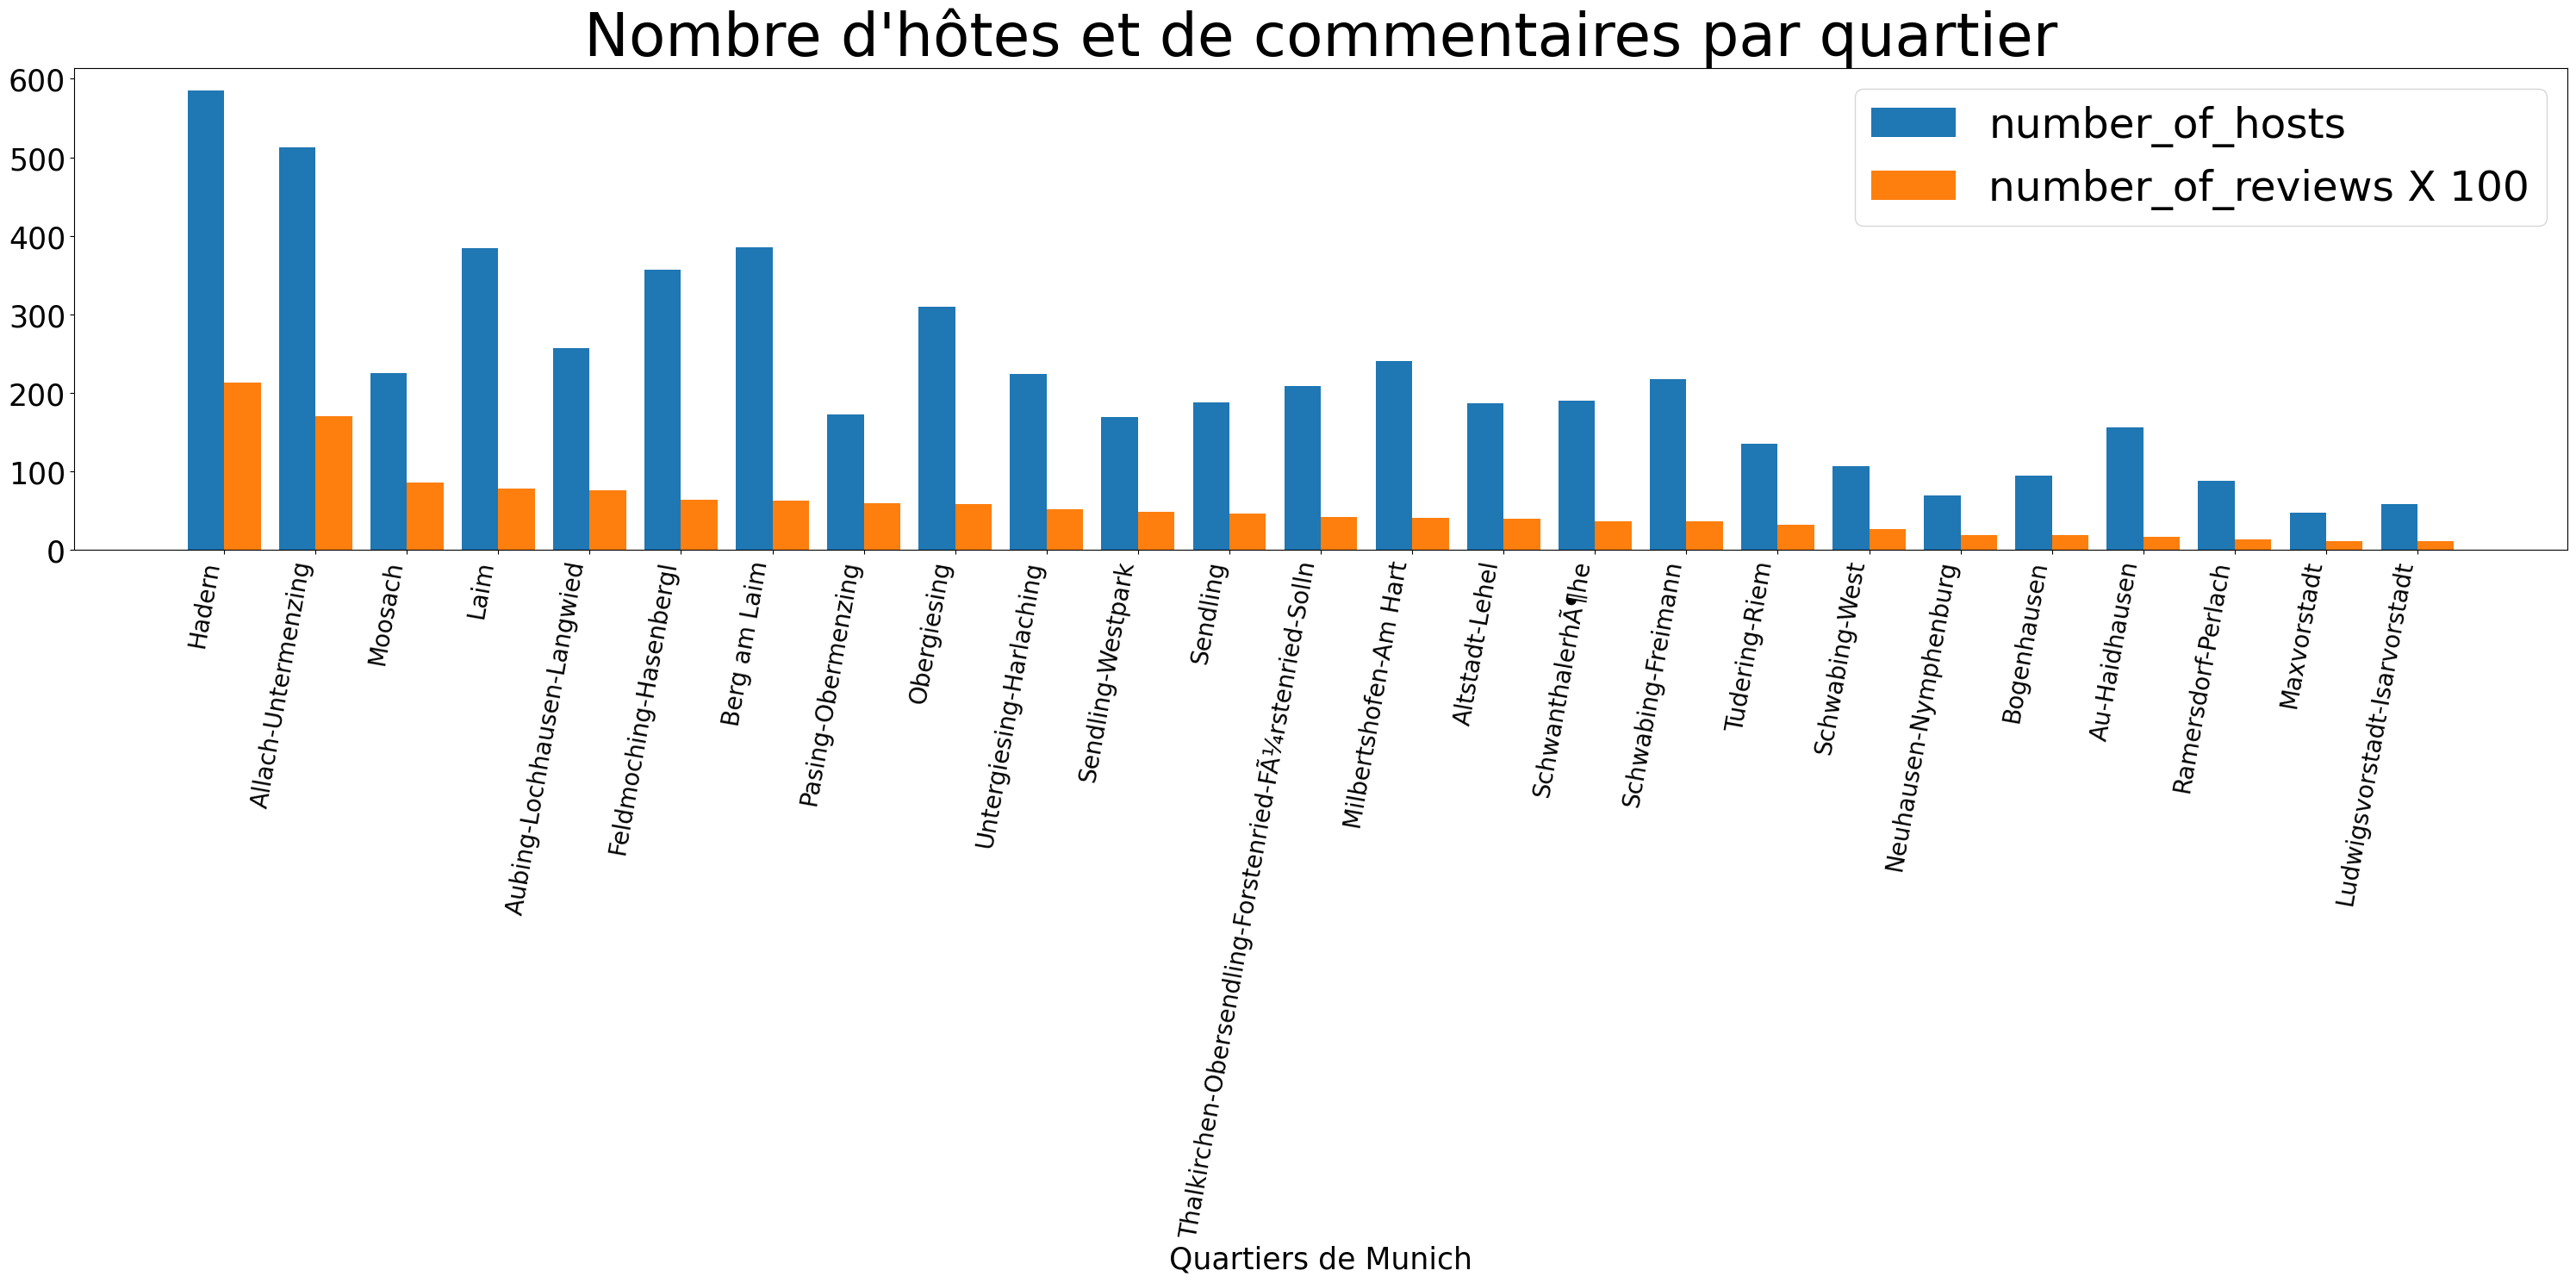 Nombre d'hôtes et de commentaires par quartier
600
500
400
300
200
100
0
number_of_hosts
number_of_reviews X 100
Hadern
Allach-Untermenzing
Moosach
Laim
Aubing-Lochhausen-Langwied
Feldmoching-Hasenbergl
Berg am Laim
Pasing-Obermenzing
Obergiesing
Untergiesing-Harlaching
Sendling-Westpark
Sendling
Thalkirchen-Obersendling-Forstenried-FÃ¼rstenried-Solln
Milbertshofen-Am Hart
Altstadt-Lehel
SchwanthalerhÃ¶he
Schwabing-Freimann
Tudering-Riem
Schwabing-West
Neuhausen-Nymphenburg
Bogenhausen
Au-Haidhausen
Ramersdorf-Perlach
Maxvorstadt
Ludwigsvorstadt-Isarvorstadt
Quartiers de Munich